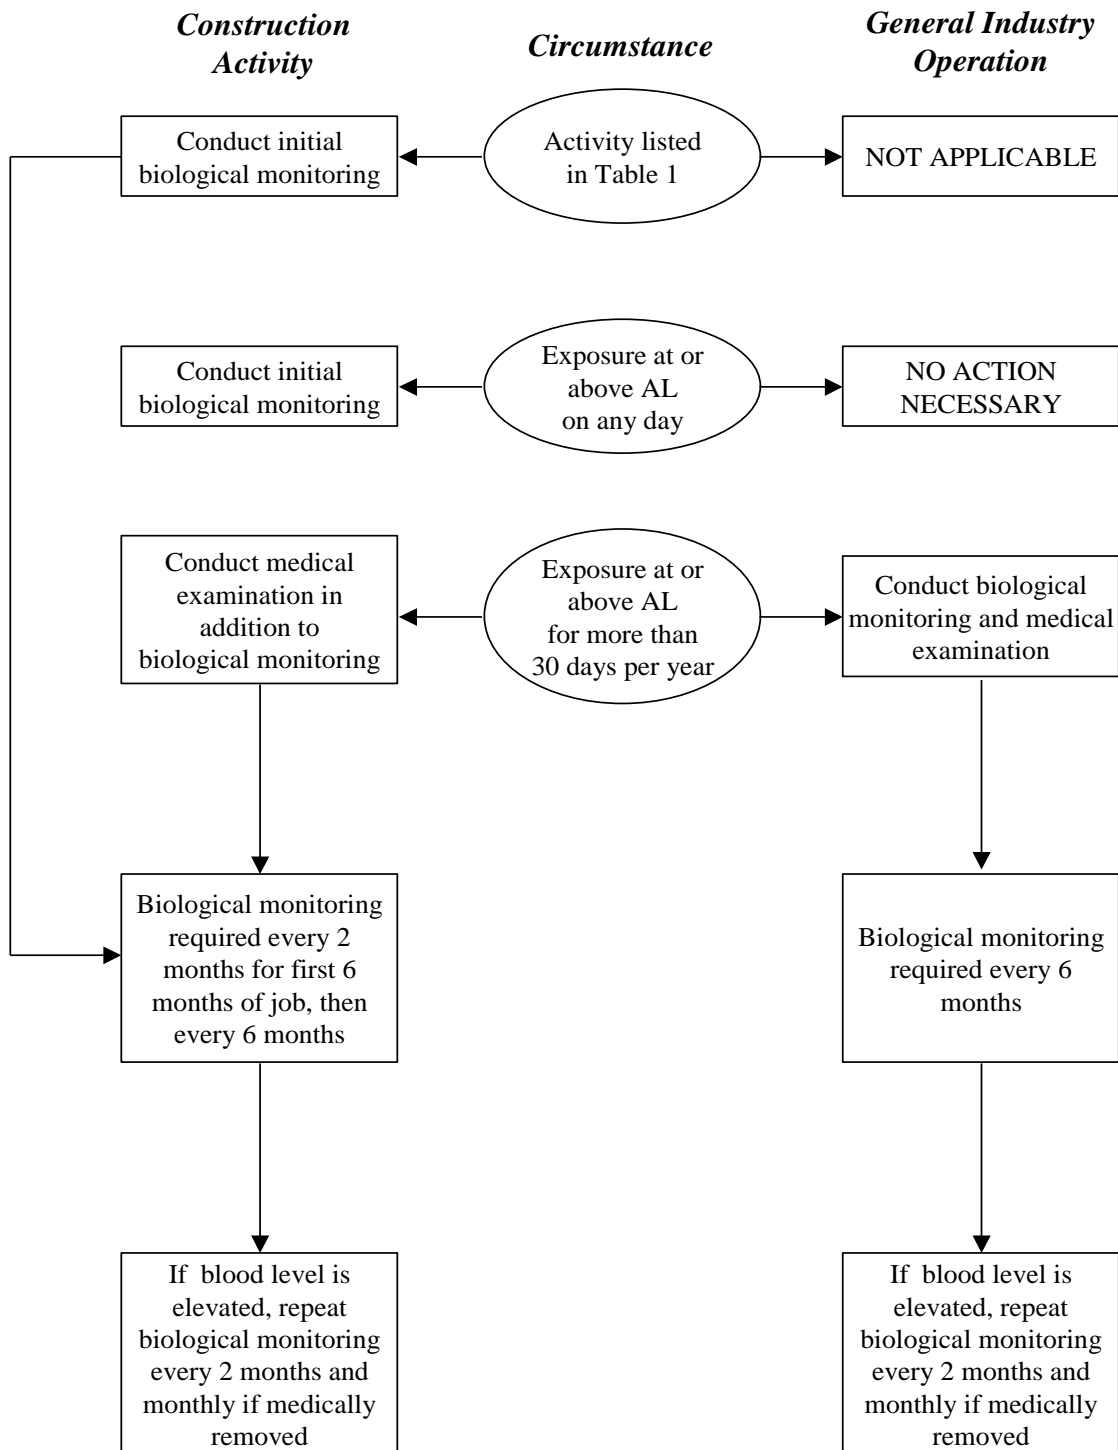 Construction
Activity
Circumstance
General Industry
Operation
Conduct initial
biological monitoring
Activity listed
in Table 1
NOT APPLICABLE
Conduct initial
biological monitoring
Exposure at or
above AL
on any day
NO ACTION
NECESSARY
Conduct medical
examination in
addition to
biological monitoring
Exposure at or
above AL
for more than
30 days per year
Conduct biological
monitoring and medical
examination
Biological monitoring
required every 2
months for first 6
months of job, then
every 6 months
Biological monitoring
required every 6
months
If blood level is
elevated, repeat
biological monitoring
every 2 months and
monthly if medically
removed
If blood level is
elevated, repeat
biological monitoring
every 2 months and
monthly if medically
removed